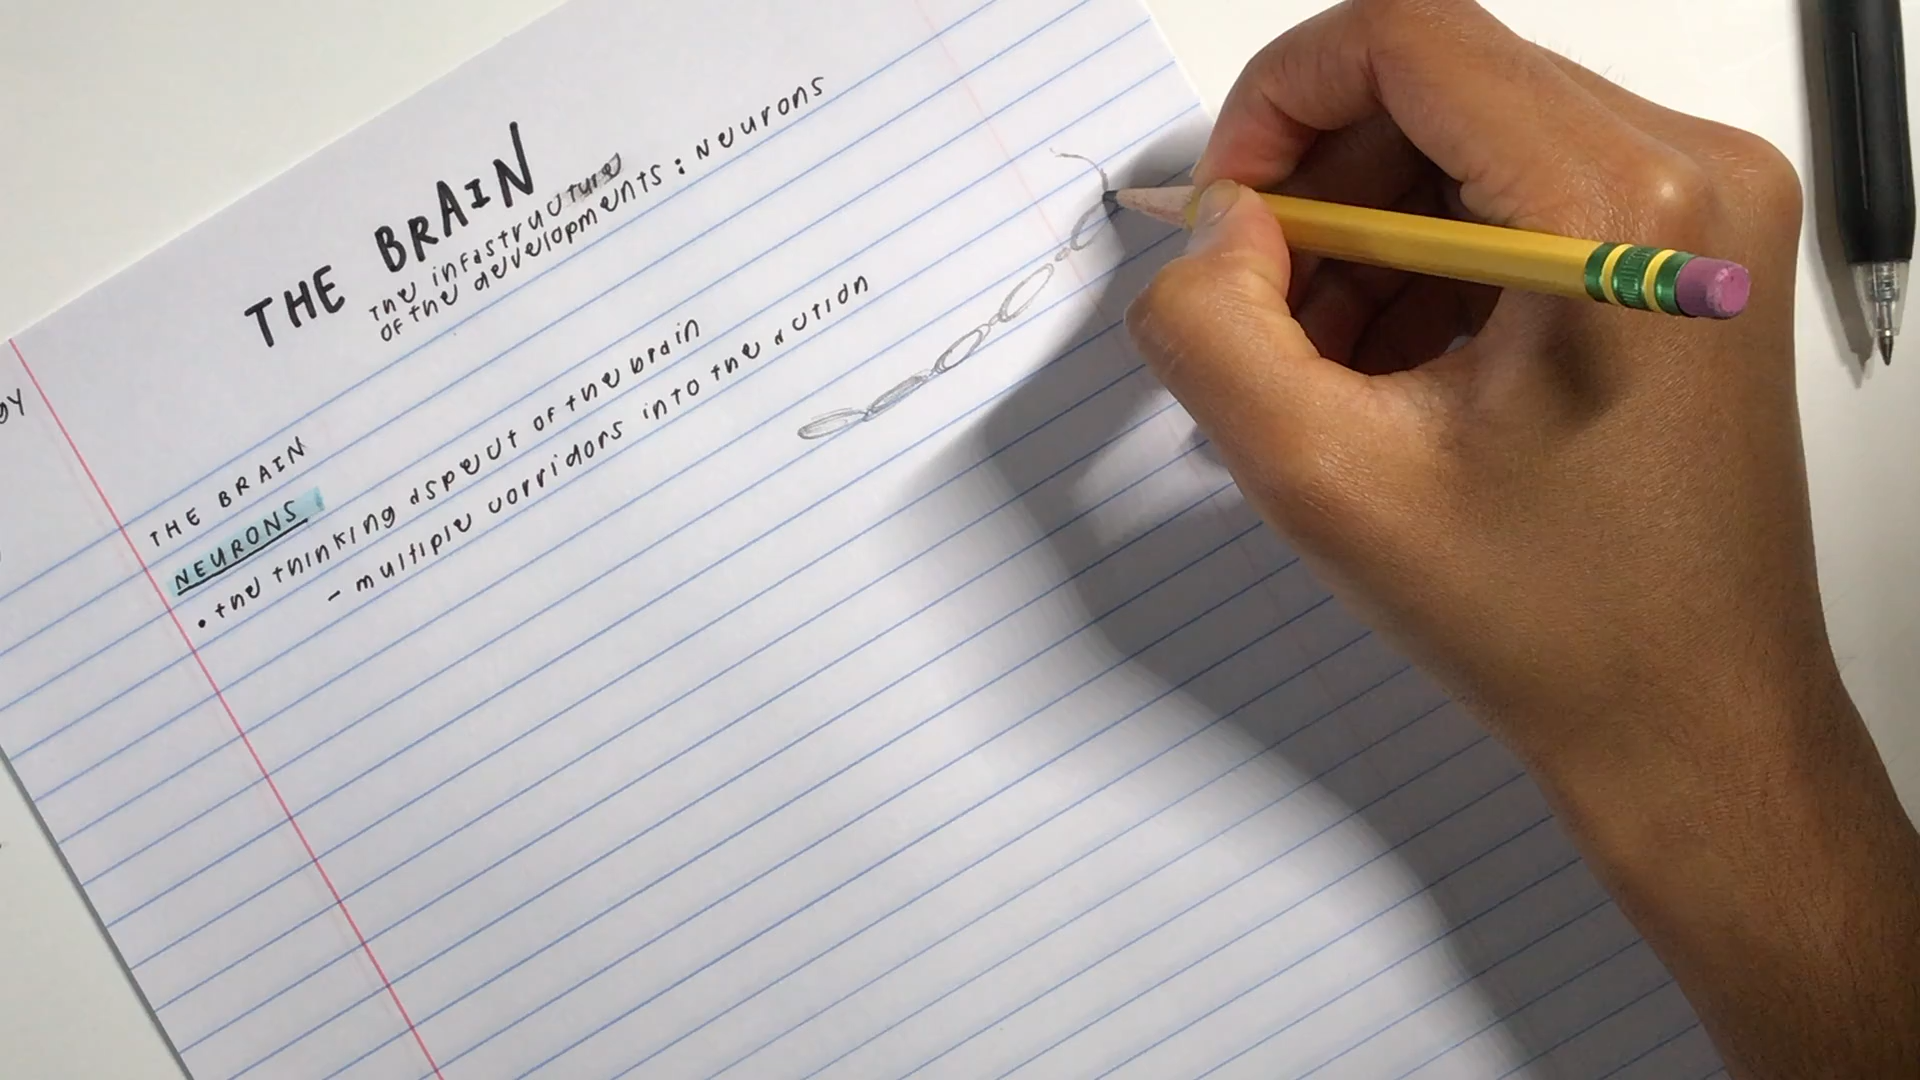 THE BRAIN
The infastructure
OF the developments: Neurons
THE BRAIN
NEURONS
• the thinking aspect of the brain
- multiple corridors into the action